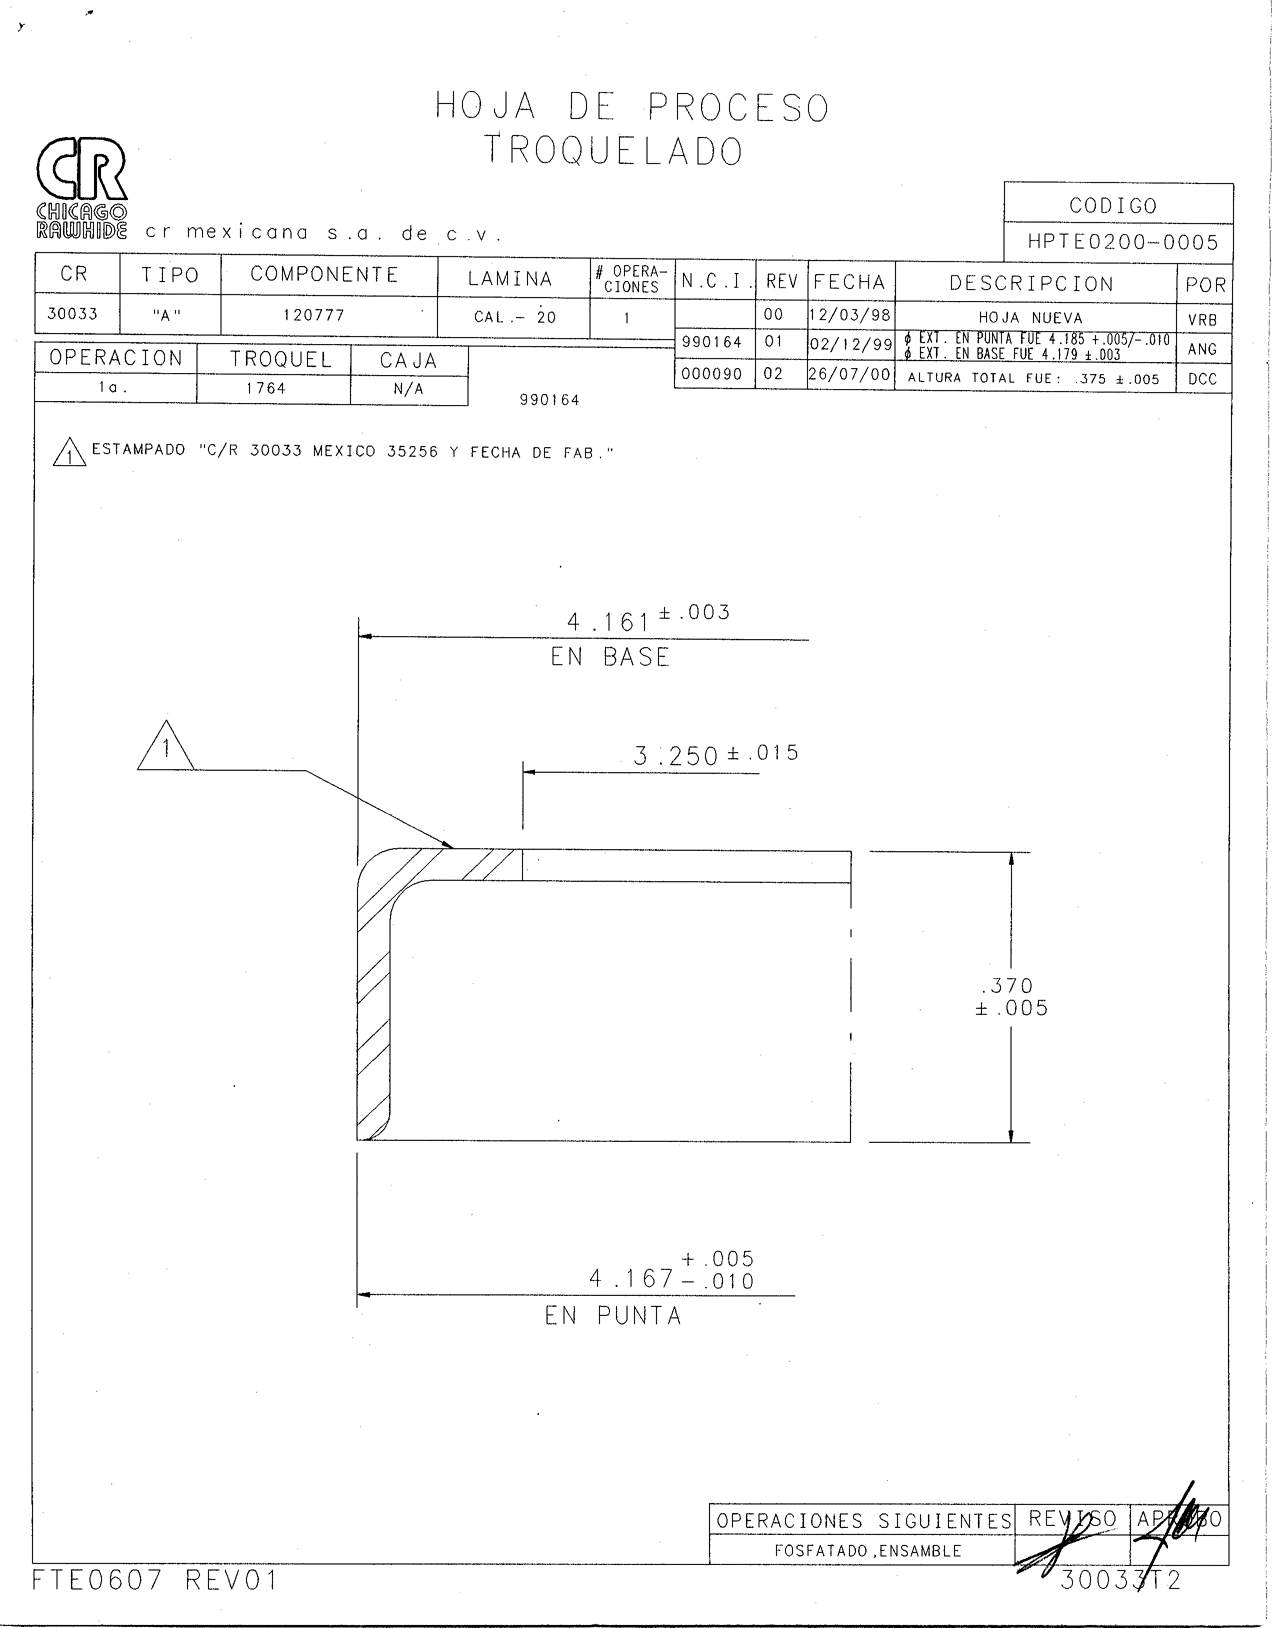 HOJA DE PROCESO
TROQUELADO
CR
CHICAGO
RAWHIDE
cr mexicana s.a. de c.v.
CODIGO
HPTE0200-0005
CR TIPO COMPONENTE LAMINA # OPERA-CIONES N.C.I. REV FECHA DESCRIPCION POR
30033 "A" 120777 CAL.- 20 1 00 12/03/98 HOJA NUEVA VRB
990164 01 02/12/99 ϕ EXT. EN PUNTA FUE 4.185 +.005/-.010
ϕ EXT. EN BASE FUE 4.179 ±.003 ANG
000090 02 26/07/00 ALTURA TOTAL FUE: .375 ±.005 DCC
OPERACION TROQUEL CAJA
1a. 1764 N/A
990164
1 ESTAMPADO "C/R 30033 MEXICO 35256 Y FECHA DE FAB."
4.161 ±.003
EN BASE
1
3.250 ±.015
.370
±.005
+.005
4.167 -.010
EN PUNTA
OPERACIONES SIGUIENTES REVISO APROBO
FOSFATADO,ENSAMBLE
FTE0607 REV01
30033T2